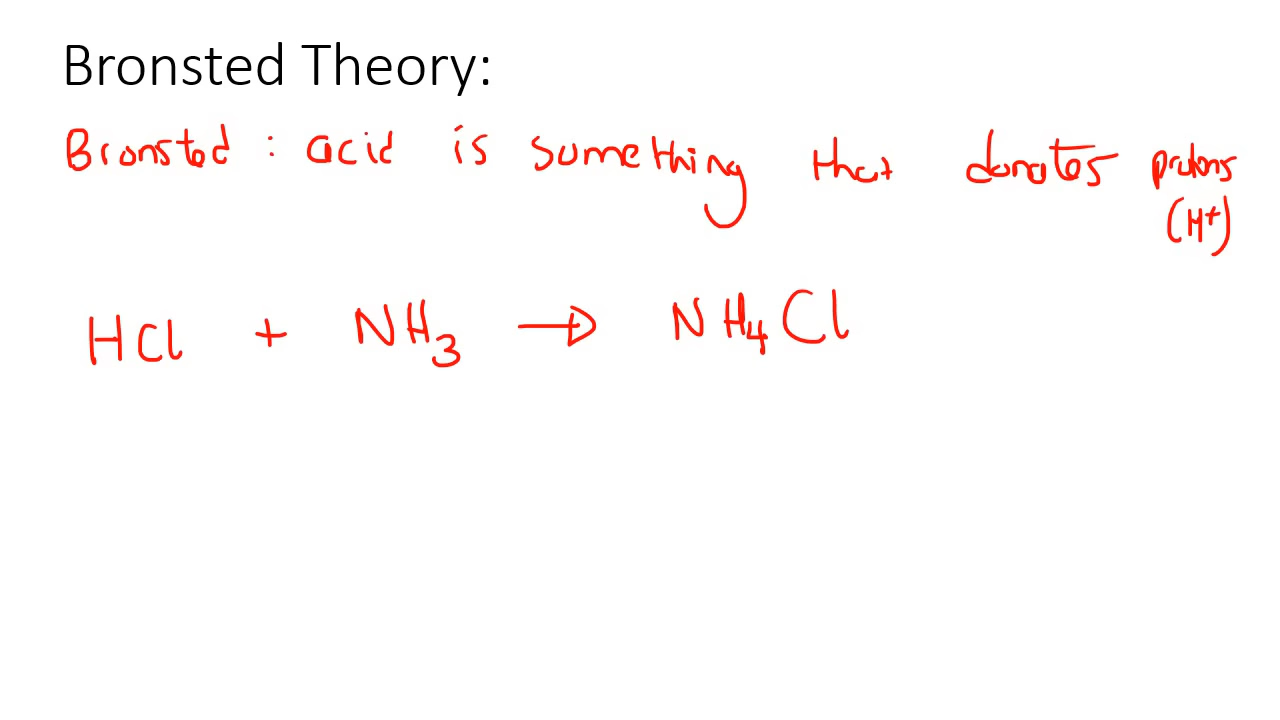 Bronsted Theory:
Bronsted : acid is something that donates protons
(H+)
HCl + NH3 → NH4Cl